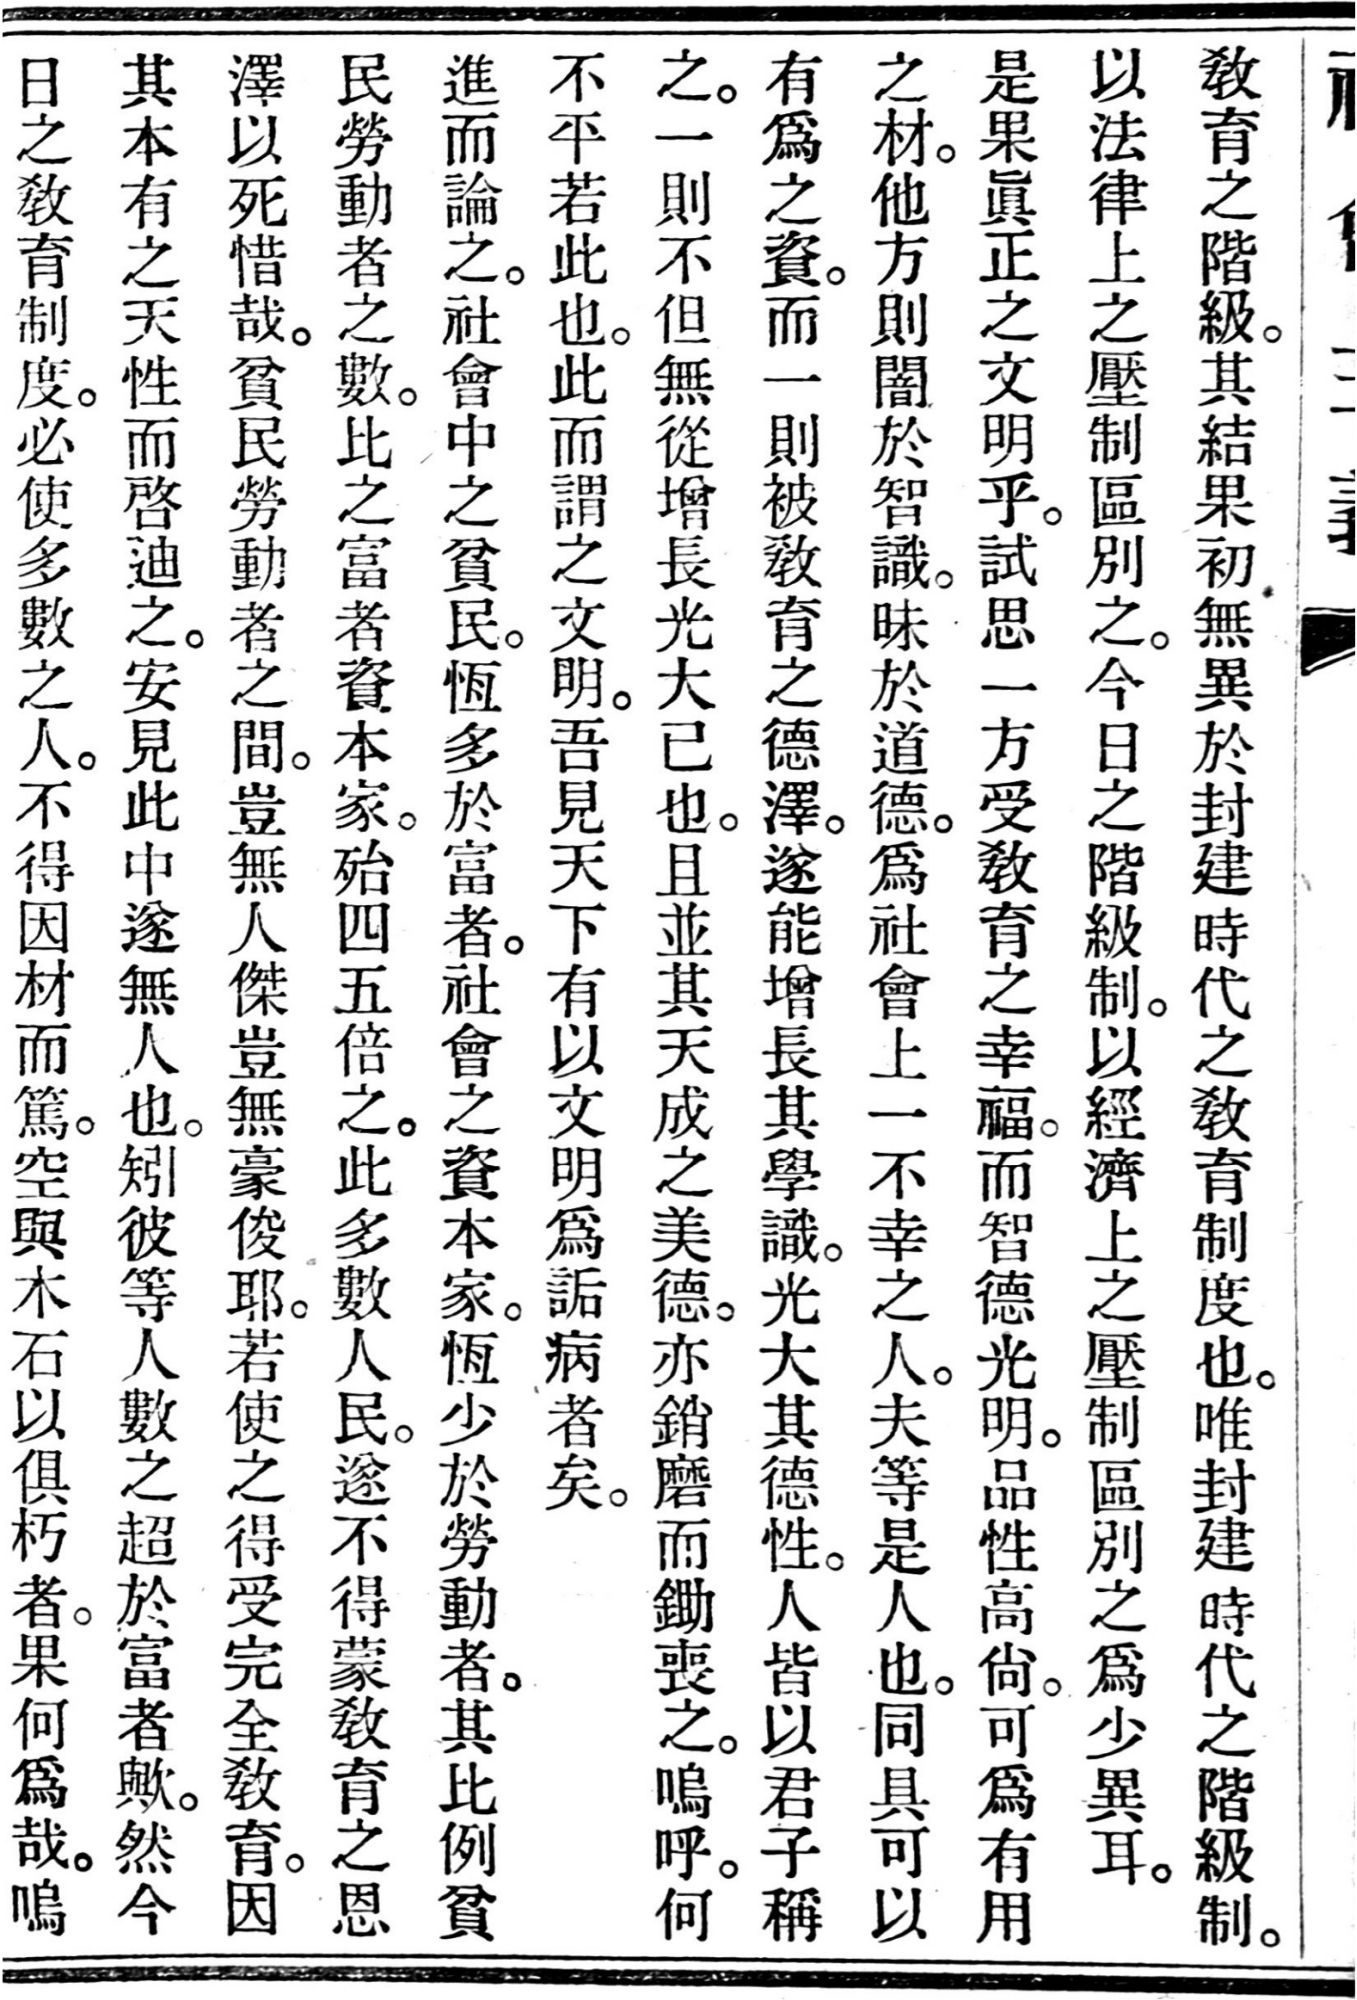 社會主義
敎育之階級。其結果初無異於封建時代之敎育制度也。唯封建時代之階級制。
以法律上之壓制區別之。今日之階級制。以經濟上之壓制區別之爲少異耳。
是果眞正之文明乎。試思一方受敎育之幸福。而智德光明。品性高尙。可爲有用
之材。他方則闇於智識。昧於道德。爲社會上一不幸之人。夫等是人也。同具可以
有爲之資。而一則被敎育之德澤。遂能增長其學識。光大其德性。人皆以君子稱
之。一則不但無從增長光大已也。且並其天成之美德。亦銷磨而鋤喪之。嗚呼。何
不平若此也。此而謂之文明。吾見天下有以文明爲詬病者矣。
進而論之。社會中之貧民。恆多於富者。社會之資本家。恆少於勞動者。其比例貧
民勞動者之數。比之富者資本家。殆四五倍之。此多數人民。遂不得蒙敎育之恩
澤以死惜哉。貧民勞動者之間。豈無人傑豈無豪俊耶。若使之得受完全敎育。因
其本有之天性而啓迪之。安見此中遂無人也。矧彼等人數之超於富者歟。然今
日之敎育制度。必使多數之人。不得因材而篤。空與木石以俱朽者。果何爲哉。嗚